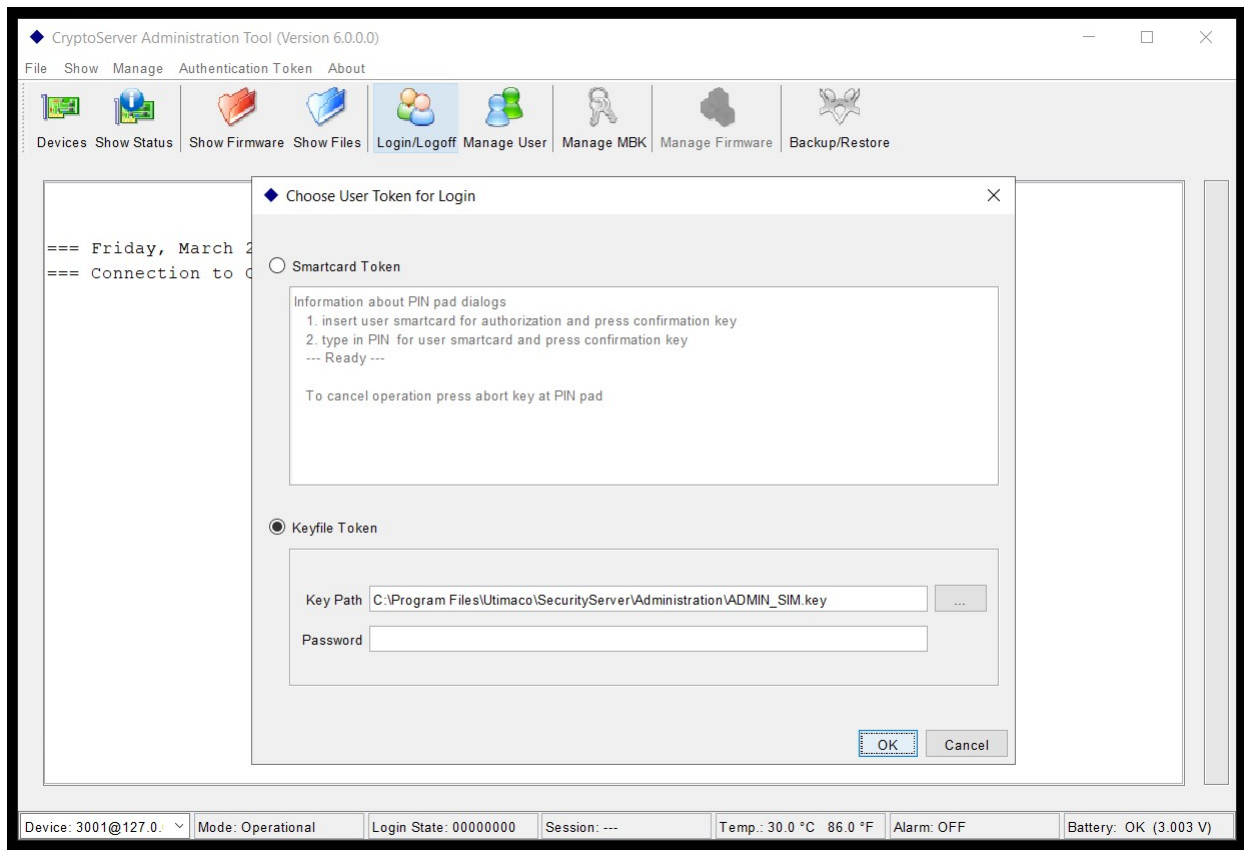 CryptoServer Administration Tool (Version 6.0.0.0)
File Show Manage Authentication Token About
Devices Show Status Show Firmware Show Files Login/Logoff Manage User Manage MBK Manage Firmware Backup/Restore
Choose User Token for Login
=== Friday, March
=== Connection to
Smartcard Token
Information about PIN pad dialogs
1. insert user smartcard for authorization and press confirmation key
2. type in PIN for user smartcard and press confirmation key
--- Ready ---
To cancel operation press abort key at PIN pad
Keyfile Token
Key Path C:\Program Files\Utimaco\SecurityServer\Administration\ADMIN_SIM.key ...
Password
OK Cancel
Device: 3001@127.0. Mode: Operational Login State: 00000000 Session: --- Temp.: 30.0 °C 86.0 °F Alarm: OFF Battery: OK (3.003 V)